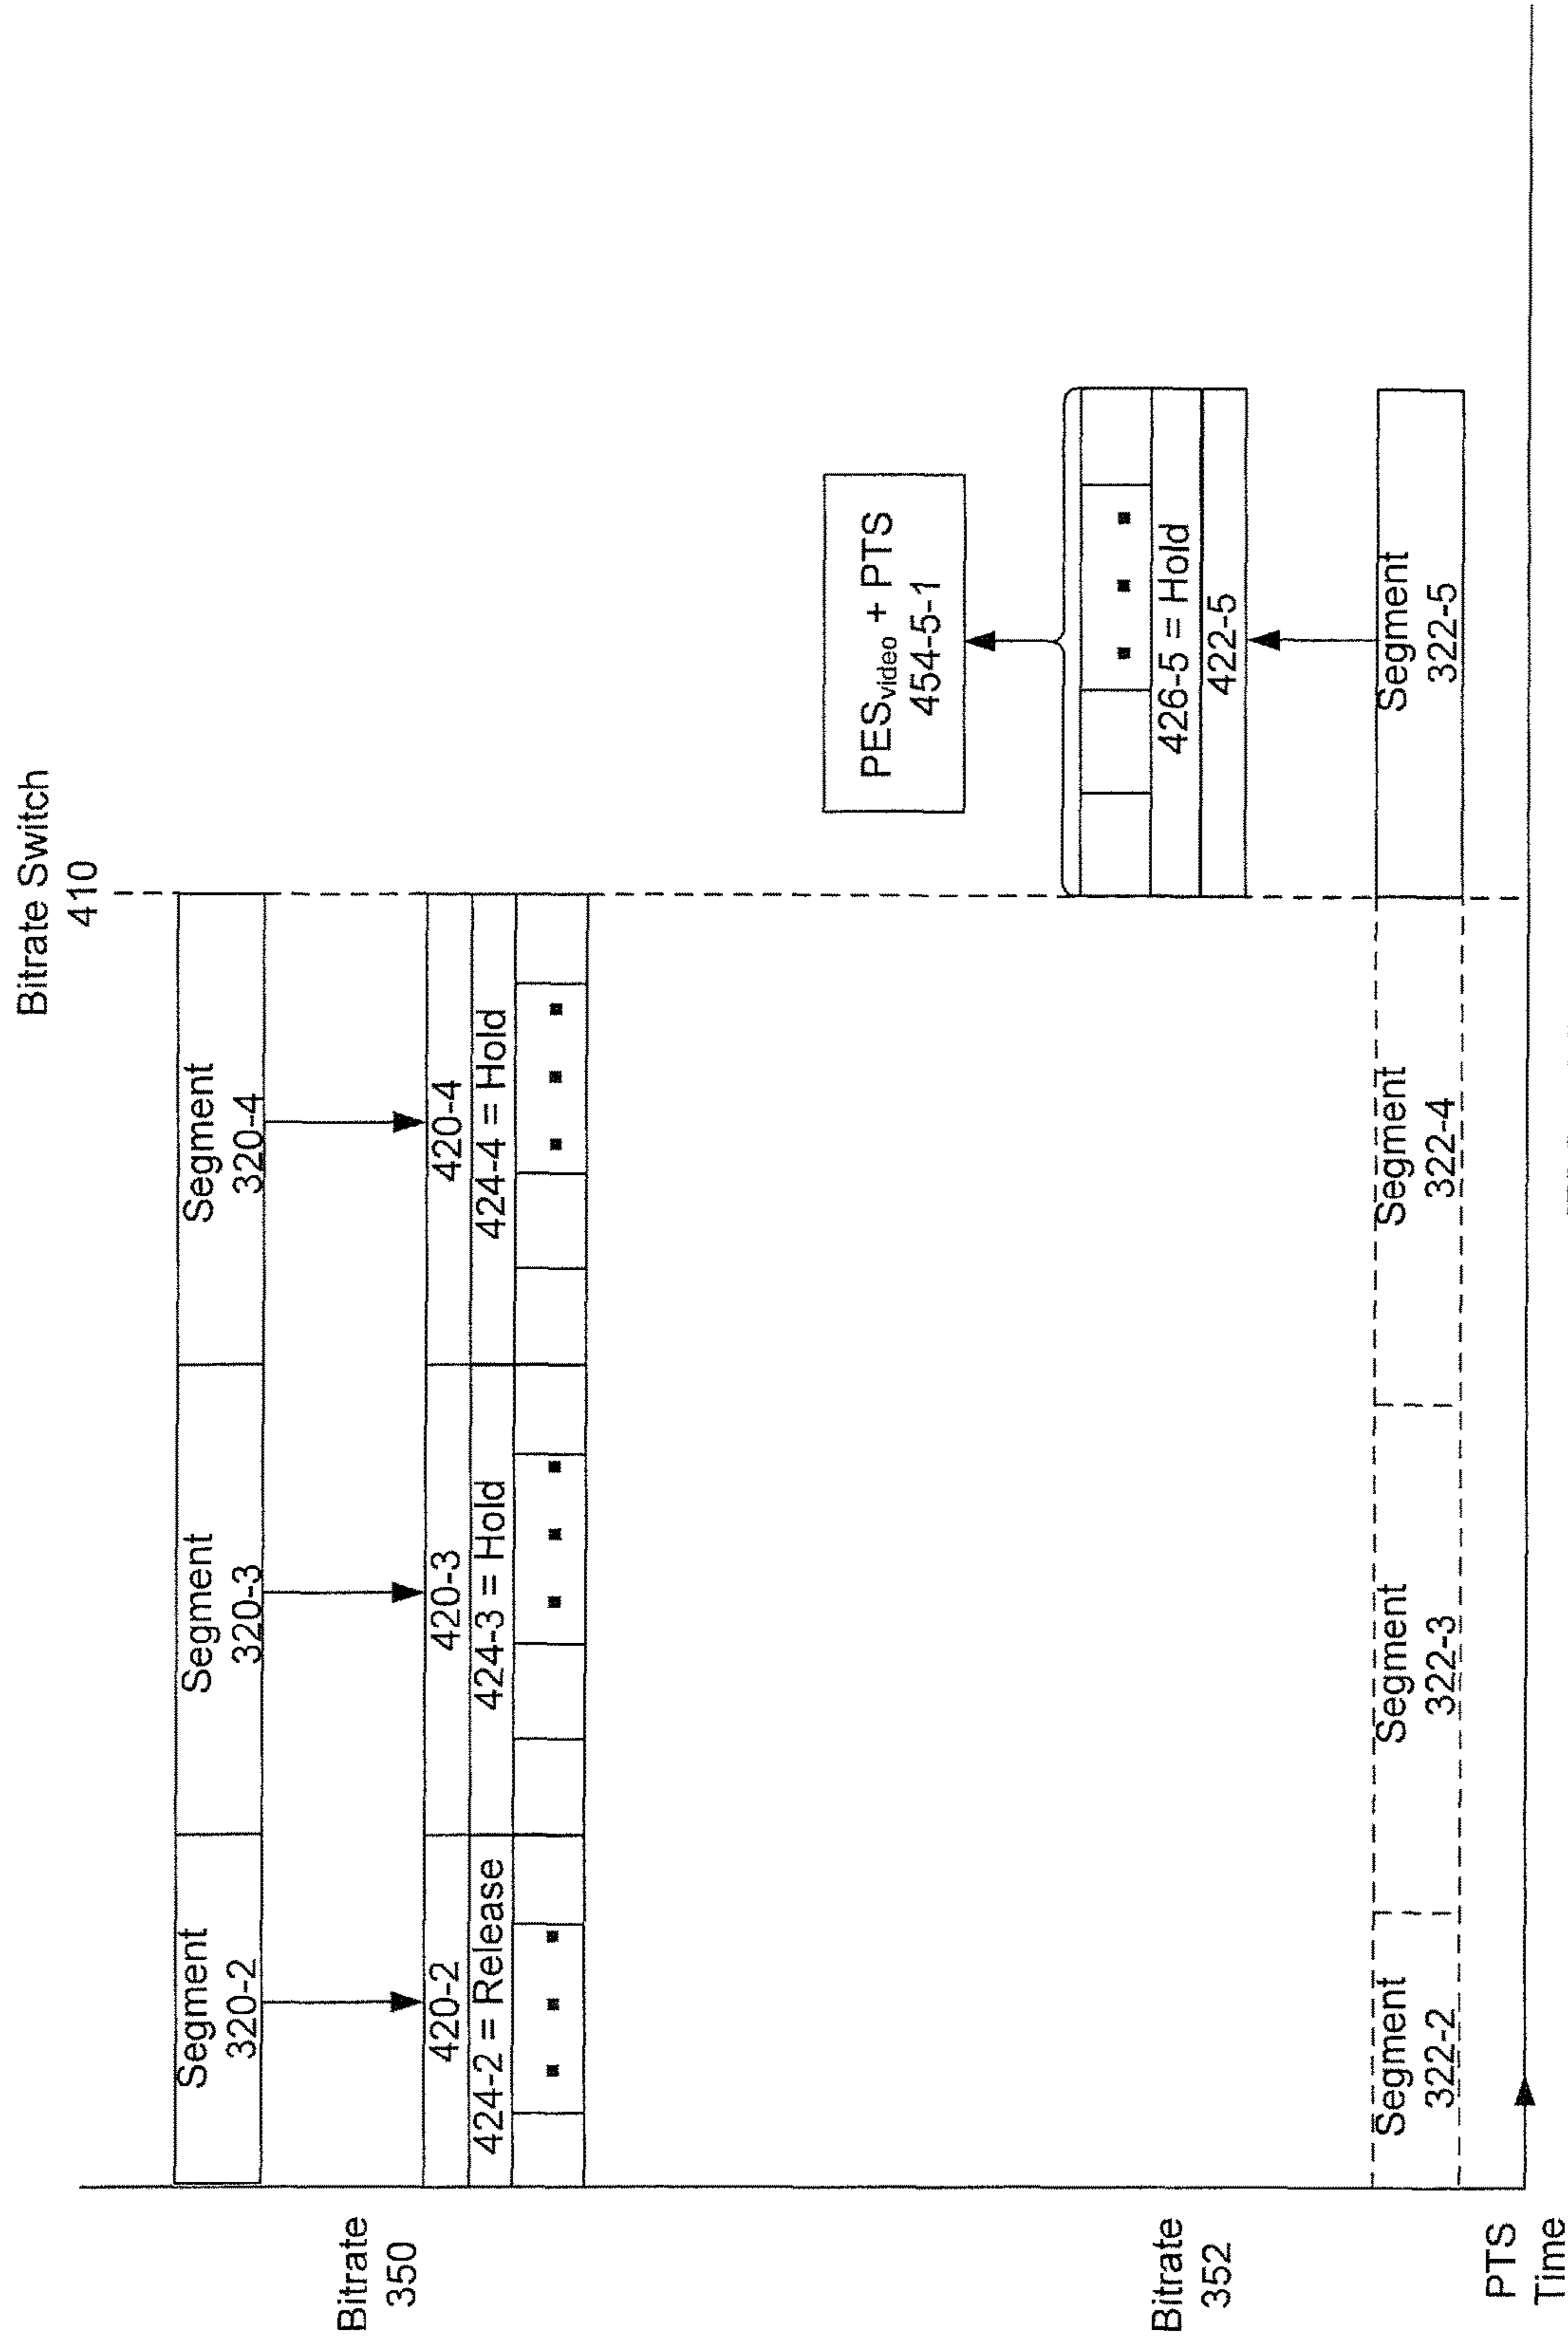 Bitrate Switch
410
Bitrate
350
Segment
320-2
Segment
320-3
Segment
320-4
420-2
420-3
420-4
424-2 = Release
424-3 = Hold
424-4 = Hold
PESvideo + PTS
454-5-1
426-5 = Hold
422-5
Bitrate
352
Segment
322-2
Segment
322-3
Segment
322-4
Segment
322-5
PTS
Time